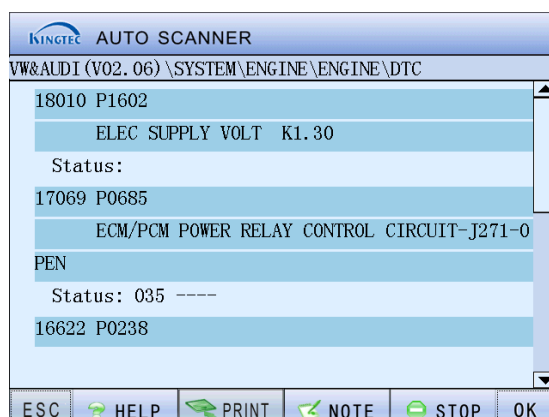 KINGTEC AUTO SCANNER
VW&AUDI(V02.06)\SYSTEM\ENGINE\ENGINE\DTC
18010 P1602
ELEC SUPPLY VOLT K1.30
Status:
17069 P0685
ECM/PCM POWER RELAY CONTROL CIRCUIT-J271-O
PEN
Status: 035 ----
16622 P0238
ESC HELP PRINT NOTE STOP OK